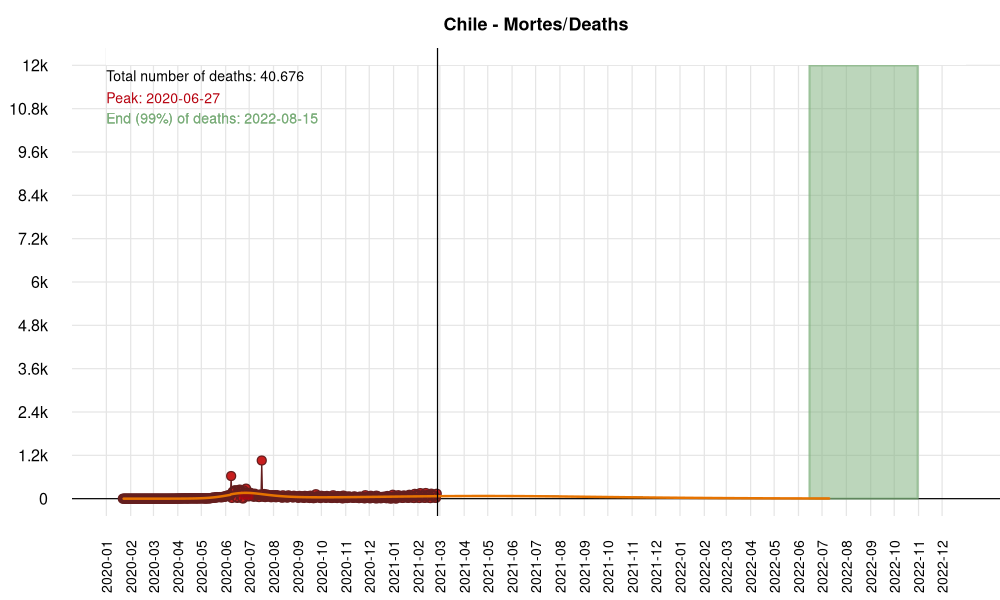 Chile - Mortes/Deaths
Total number of deaths: 40.676
Peak: 2020-06-27
End (99%) of deaths: 2022-08-15
12k
10.8k
9.6k
8.4k
7.2k
6k
4.8k
3.6k
2.4k
1.2k
0
2020-01
2020-02
2020-03
2020-04
2020-05
2020-06
2020-07
2020-08
2020-09
2020-10
2020-11
2020-12
2021-01
2021-02
2021-03
2021-04
2021-05
2021-06
2021-07
2021-08
2021-09
2021-10
2021-11
2021-12
2022-01
2022-02
2022-03
2022-04
2022-05
2022-06
2022-07
2022-08
2022-09
2022-10
2022-11
2022-12